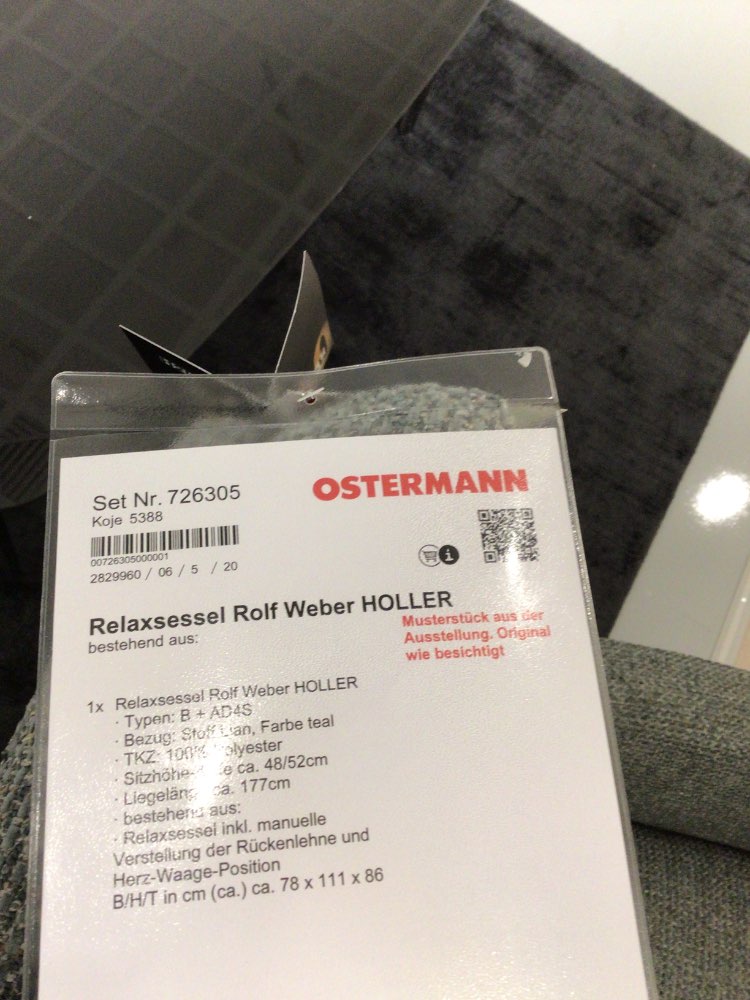 Set Nr. 726305
Koje 5388
OSTERMANN
00726305000001
2829960 / 06 / 5 / 20
i
Relaxsessel Rolf Weber HOLLER
bestehend aus:
Musterstück aus der
Ausstellung. Original
wie besichtigt
1x Relaxsessel Rolf Weber HOLLER
· Typen: B + AD4S
· Bezug: Stoff Farbe teal
· TKZ: 100%
· ca. 48/52cm
· ca. 177cm
· bestehend aus:
· Relaxsessel inkl. manuelle
Verstellung der Rückenlehne und
Herz-Waage-Position
B/H/T in cm (ca.) ca. 78 x 111 x 86